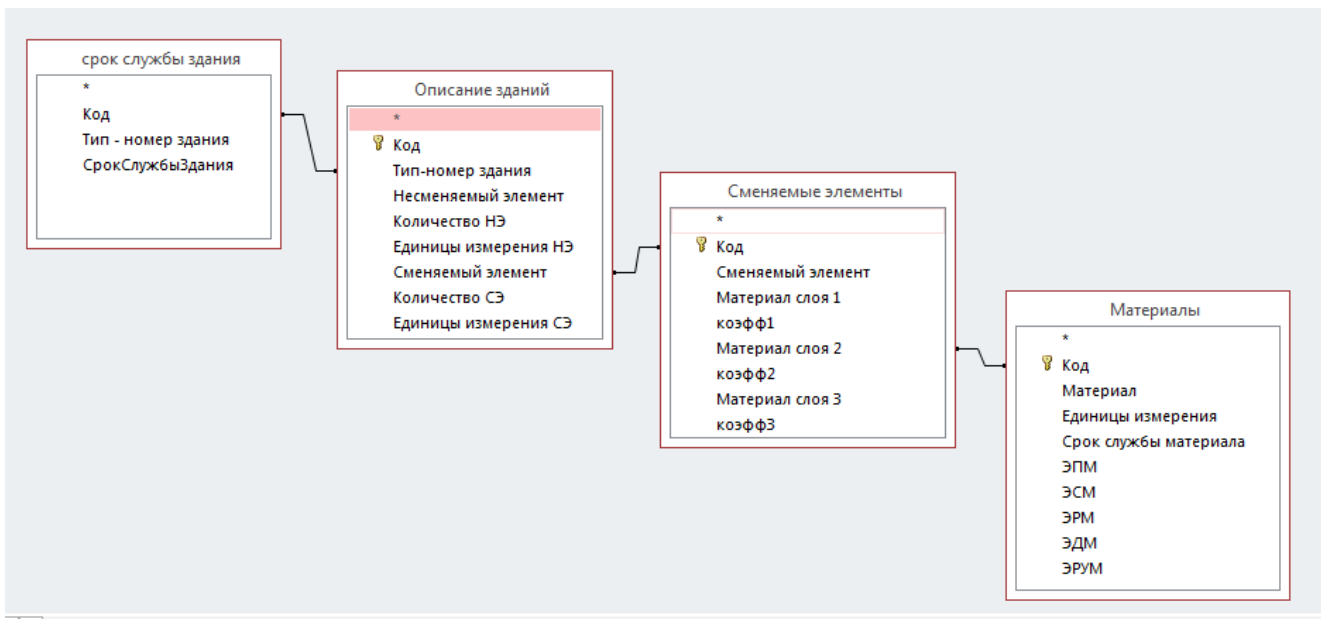 срок службы здания
*
Код
Тип - номер здания
СрокСлужбыЗдания
Описание зданий
*
Код
Тип-номер здания
Несменяемый элемент
Количество НЭ
Единицы измерения НЭ
Сменяемый элемент
Количество СЭ
Единицы измерения СЭ
Сменяемые элементы
*
Код
Сменяемый элемент
Материал слоя 1
коэфф1
Материал слоя 2
коэфф2
Материал слоя 3
коэфф3
Материалы
*
Код
Материал
Единицы измерения
Срок службы материала
ЭПМ
ЭСМ
ЭРМ
ЭДМ
ЭРУМ